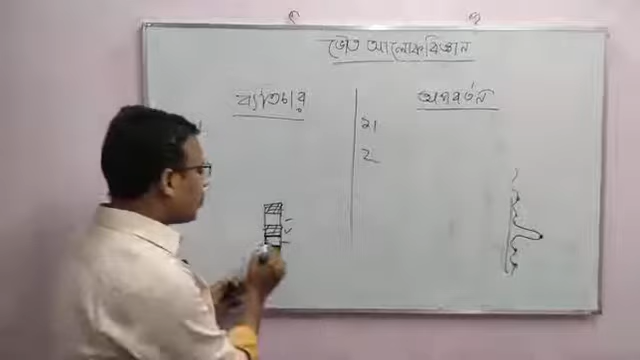 ভৌত আলোকবিজ্ঞান
ব্যতিচার
অপবর্তন
১।
২